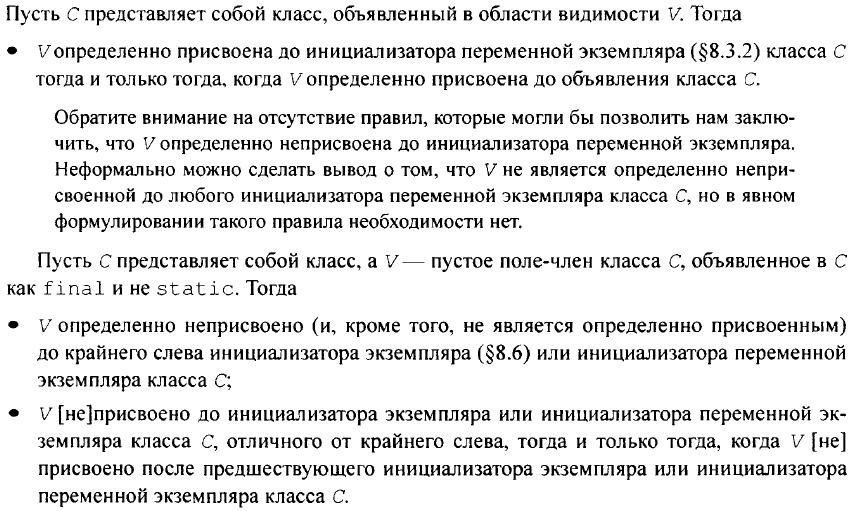 Пусть C представляет собой класс, объявленный в области видимости V. Тогда
• V определенно присвоена до инициализатора переменной экземпляра (§8.3.2) класса C
тогда и только тогда, когда V определенно присвоена до объявления класса C.
Обратите внимание на отсутствие правил, которые могли бы позволить нам заклю-
чить, что V определенно неприсвоена до инициализатора переменной экземпляра.
Неформально можно сделать вывод о том, что V не является определенно непри-
своенной до любого инициализатора переменной экземпляра класса C, но в явном
формулировании такого правила необходимости нет.
Пусть C представляет собой класс, а V — пустое поле-член класса C, объявленное в C
как final и не static. Тогда
• V определенно неприсвоено (и, кроме того, не является определенно присвоенным)
до крайнего слева инициализатора экземпляра (§8.6) или инициализатора переменной
экземпляра класса C;
• V [не]присвоено до инициализатора экземпляра или инициализатора переменной эк-
земпляра класса C, отличного от крайнего слева, тогда и только тогда, когда V [не]
присвоено после предшествующего инициализатора экземпляра или инициализатора
переменной экземпляра класса C.